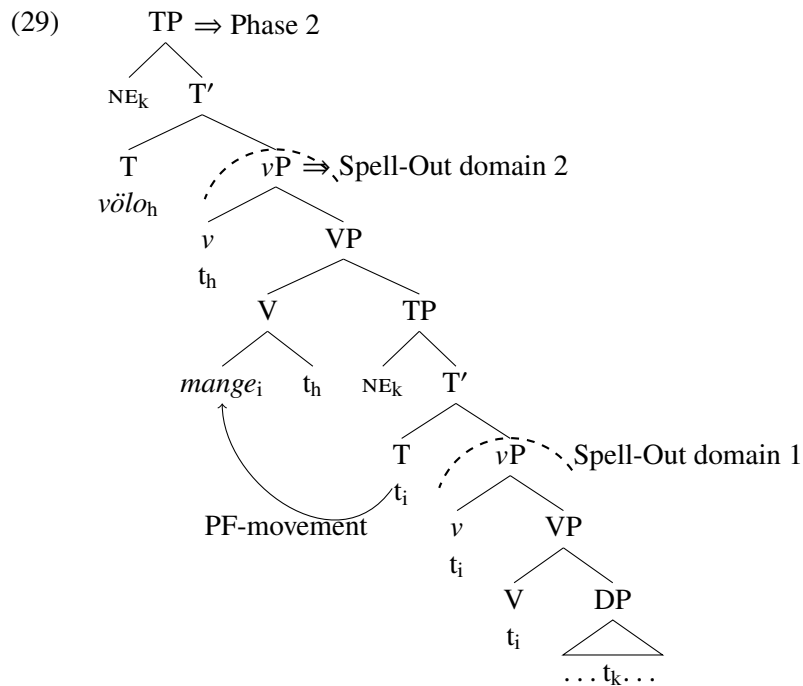 (29) TP ⇒ Phase 2
NEₖ T′
T vP ⇒ Spell-Out domain 2
völoₕ
v VP
tₕ
V TP
mangeᵢ tₕ NEₖ T′
T vP Spell-Out domain 1
tᵢ
PF-movement
v VP
tᵢ
V DP
tᵢ
...tₖ...